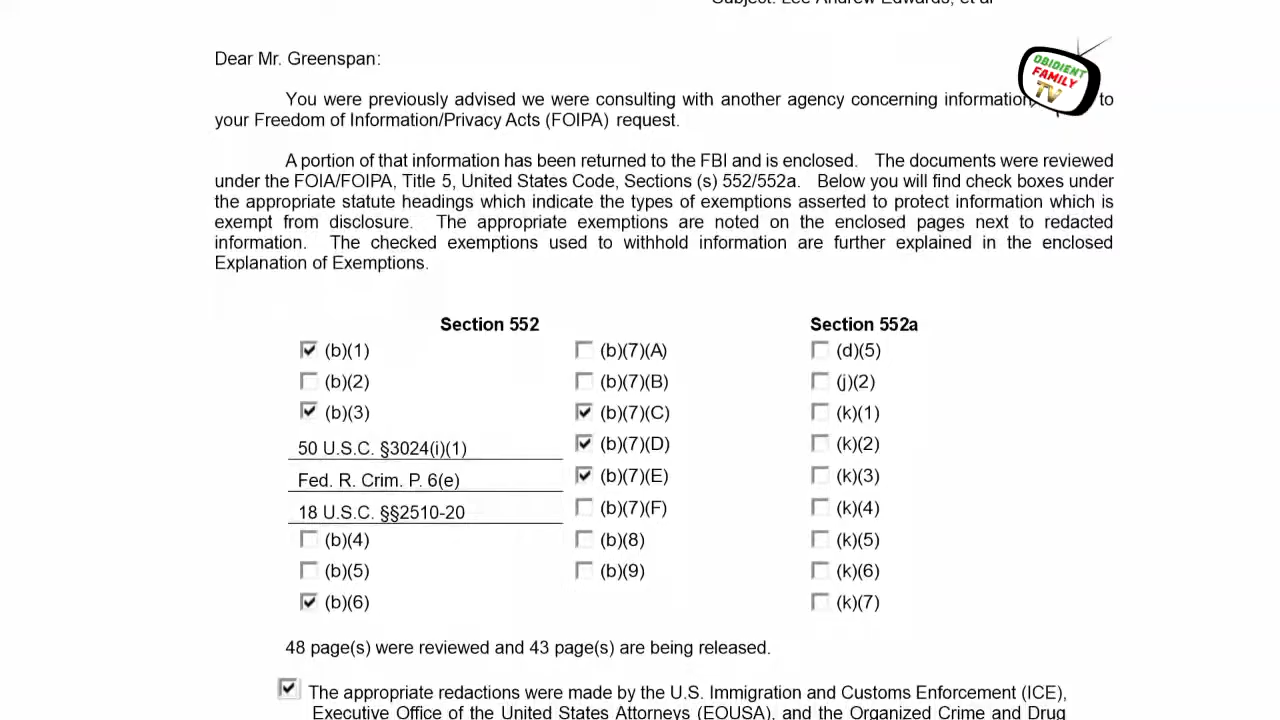 Subject: Lee Andrew Edwards, et al
Dear Mr. Greenspan:
OBIDIENT
FAMILY
TV
You were previously advised we were consulting with another agency concerning information to
your Freedom of Information/Privacy Acts (FOIPA) request.
A portion of that information has been returned to the FBI and is enclosed. The documents were reviewed
under the FOIA/FOIPA, Title 5, United States Code, Sections (s) 552/552a. Below you will find check boxes under
the appropriate statute headings which indicate the types of exemptions asserted to protect information which is
exempt from disclosure. The appropriate exemptions are noted on the enclosed pages next to redacted
information. The checked exemptions used to withhold information are further explained in the enclosed
Explanation of Exemptions.
Section 552 Section 552a
(b)(1) (b)(7)(A) (d)(5)
(b)(2) (b)(7)(B) (j)(2)
(b)(3) (b)(7)(C) (k)(1)
50 U.S.C. §3024(i)(1) (b)(7)(D) (k)(2)
Fed. R. Crim. P. 6(e) (b)(7)(E) (k)(3)
18 U.S.C. §§2510-20 (b)(7)(F) (k)(4)
(b)(4) (b)(8) (k)(5)
(b)(5) (b)(9) (k)(6)
(b)(6) (k)(7)
48 page(s) were reviewed and 43 page(s) are being released.
The appropriate redactions were made by the U.S. Immigration and Customs Enforcement (ICE),
Executive Office of the United States Attorneys (EOUSA), and the Organized Crime and Drug